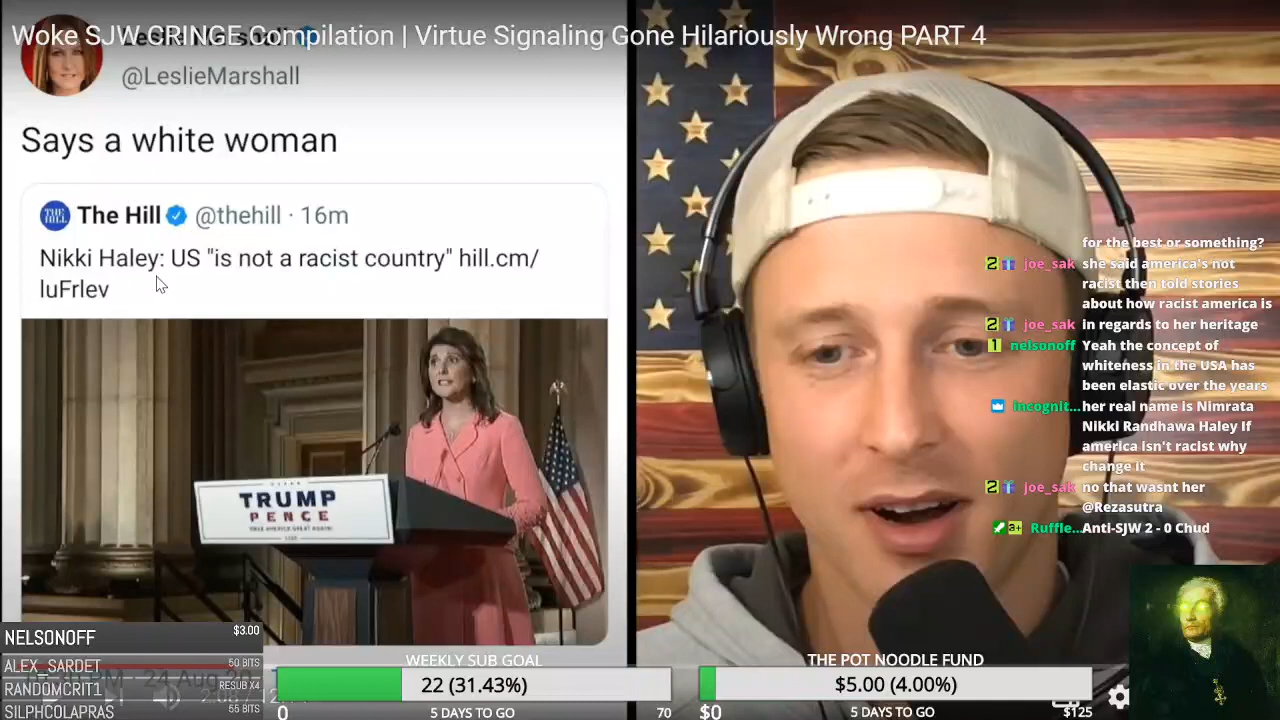 Woke SJW CRINGE Compilation | Virtue Signaling Gone Hilariously Wrong PART 4
@LeslieMarshall
Says a white woman
THE HILL
The Hill @thehill · 16m
Nikki Haley: US "is not a racist country" hill.cm/
luFrlev
TRUMP
PENCE
for the best or something?
joe_sak she said america's not
racist then told stories
about how racist america is
joe_sak in regards to her heritage
nelsonoff Yeah the concept of
whiteness in the USA has
been elastic over the years
incognit... her real name is Nimrata
Nikki Randhawa Haley If
america isn't racist why
change it
joe_sak no that wasnt her
@Rezasutra
Ruffle... Anti-SJW 2 - 0 Chud
NELSONOFF $3.00
ALEX_SARDET 50 BITS
RANDOMCRIT1 RESUB X4
SILPHCOLAPRAS 55 BITS
WEEKLY SUB GOAL
22 (31.43%)
0 5 DAYS TO GO 70
THE POT NOODLE FUND
$5.00 (4.00%)
$0 5 DAYS TO GO $125